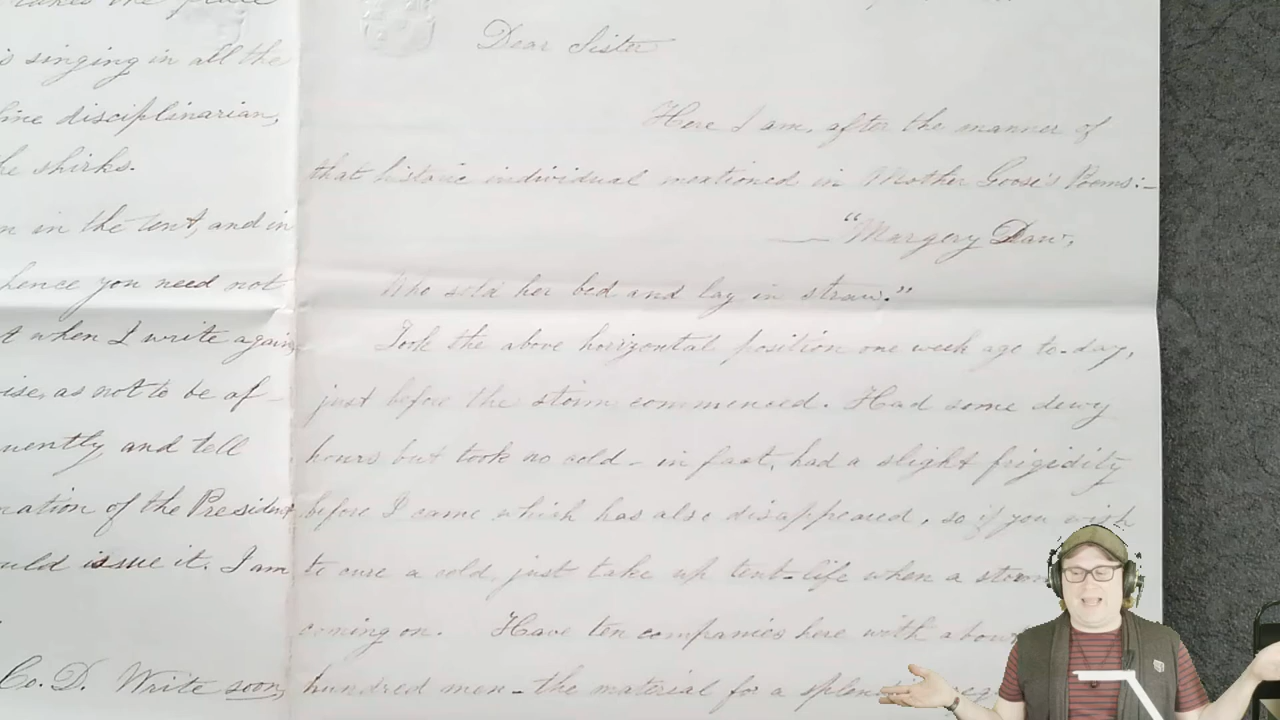 takes the place
singing in all the
fine disciplinarian,
the shirks.
in the tent, and in
hence you need not
when I write again
as not to be af-
and tell
of the President
issue it. I am
Co. D. Write soon,
Dear Sister
Here I am, after the manner of
that historic individual mentioned in Mother Goose's Poems:-
— "Margery Daw,
Who sold her bed and lay in straw."
Took the above horizontal position one week ago to-day,
just before the storm commenced. Had some dewy
hours but took no cold - in fact, had a slight frigidity
before I came which has also disappeared, so if you wish
to cure a cold, just take up tent-life when a storm
coming on. Have ten companies here with about
hundred men - the material for a splendid